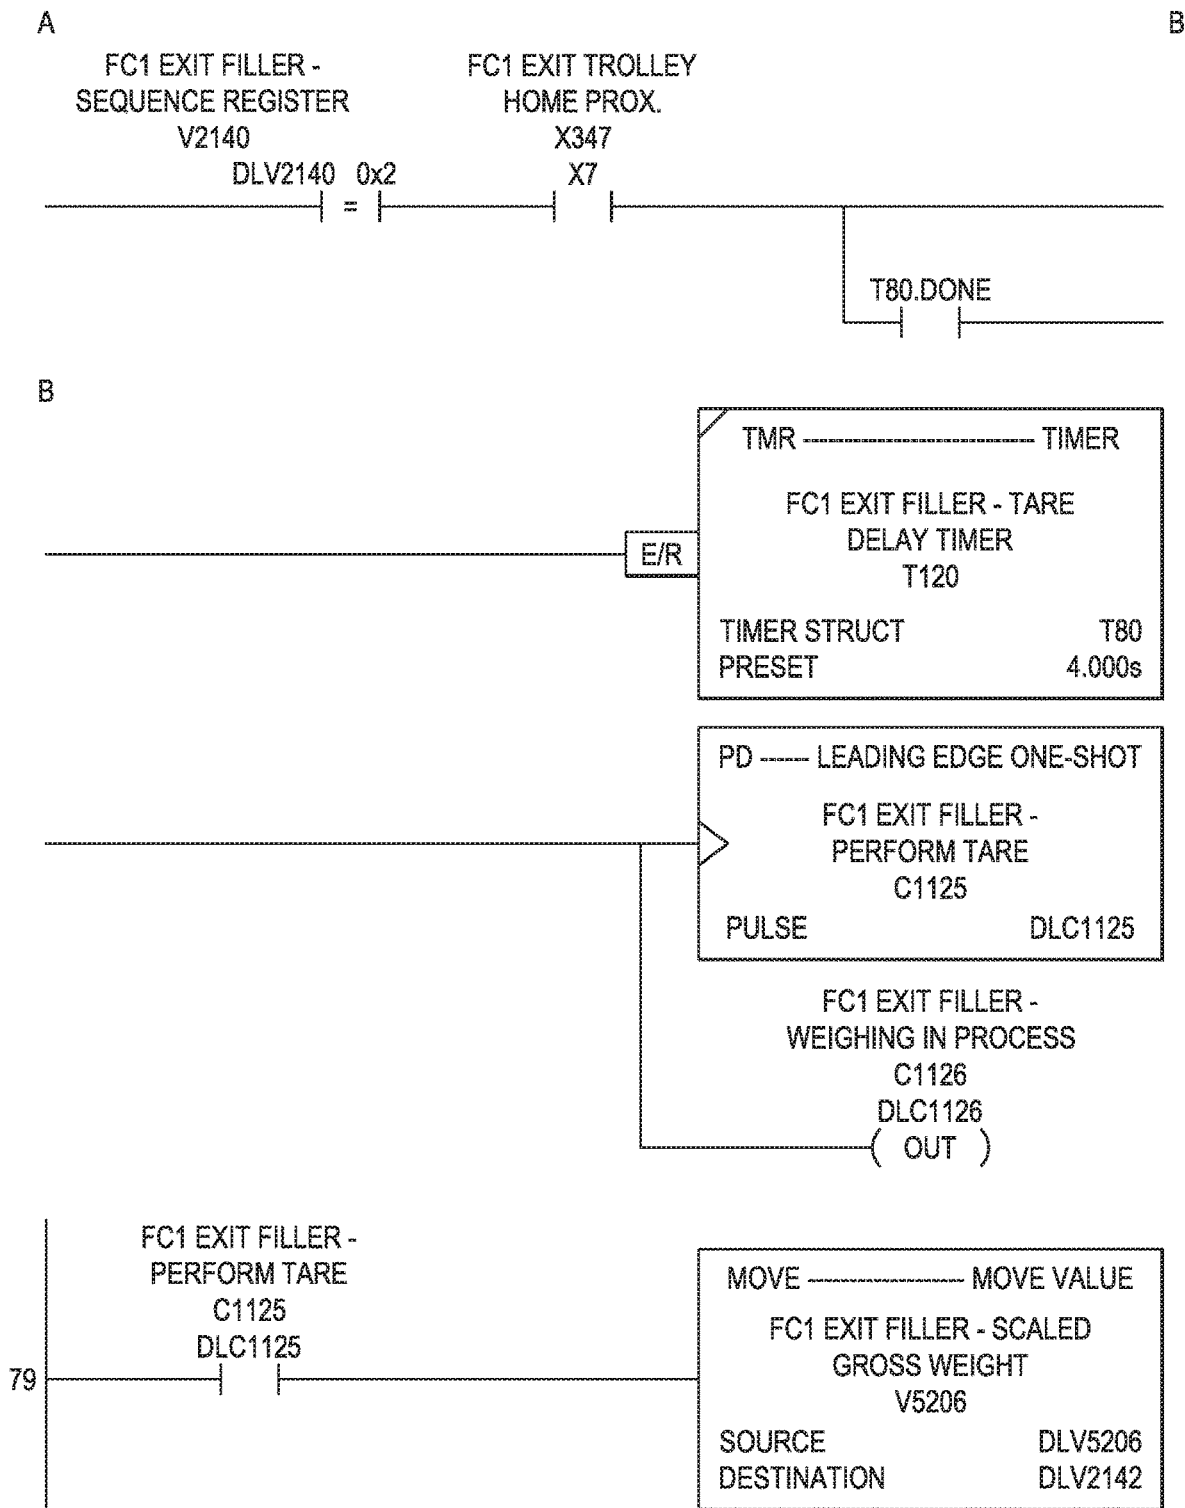 A B
FC1 EXIT FILLER -
SEQUENCE REGISTER
V2140
DLV2140 0x2
=
FC1 EXIT TROLLEY
HOME PROX.
X347
X7
T80.DONE
B
TMR ---------------------------- TIMER
FC1 EXIT FILLER - TARE
DELAY TIMER
T120
E/R
TIMER STRUCT T80
PRESET 4.000s
PD ------ LEADING EDGE ONE-SHOT
FC1 EXIT FILLER -
PERFORM TARE
C1125
PULSE DLC1125
FC1 EXIT FILLER -
WEIGHING IN PROCESS
C1126
DLC1126
( OUT )
FC1 EXIT FILLER -
PERFORM TARE
C1125
DLC1125
79
MOVE ------------------- MOVE VALUE
FC1 EXIT FILLER - SCALED
GROSS WEIGHT
V5206
SOURCE DLV5206
DESTINATION DLV2142